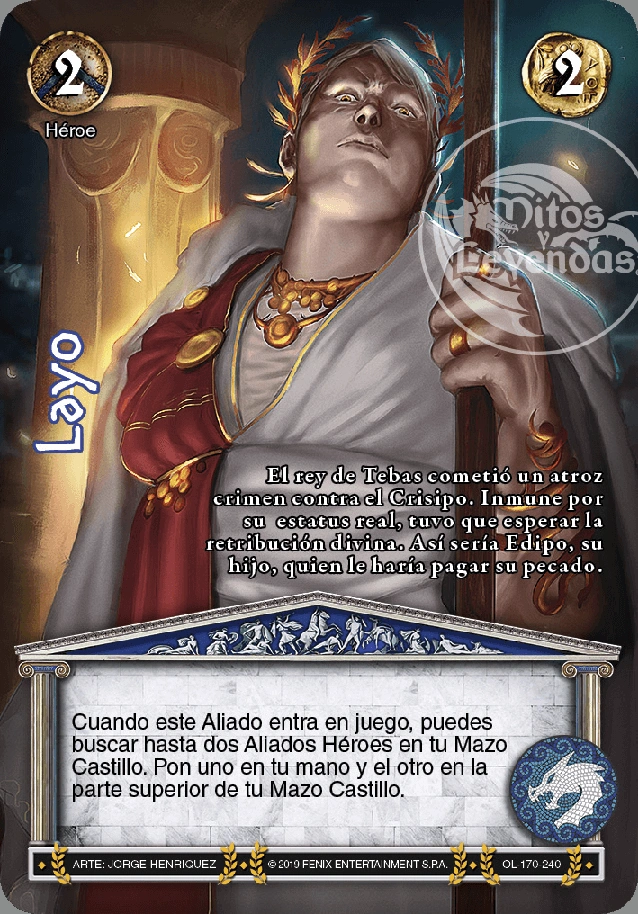 2
2
Héroe
Mitos
y
Leyendas
Layo
El rey de Tebas cometió un atroz
crimen contra el Crisipo. Inmune por
su estatus real, tuvo que esperar la
retribución divina. Así sería Edipo, su
hijo, quien le haría pagar su pecado.
Cuando este Aliado entra en juego, puedes
buscar hasta dos Aliados Héroes en tu Mazo
Castillo. Pon uno en tu mano y el otro en la
parte superior de tu Mazo Castillo.
ARTE: JORGE HENRIQUEZ
© 2019 FENIX ENTERTAINMENT S.P.A.
OL 170-240